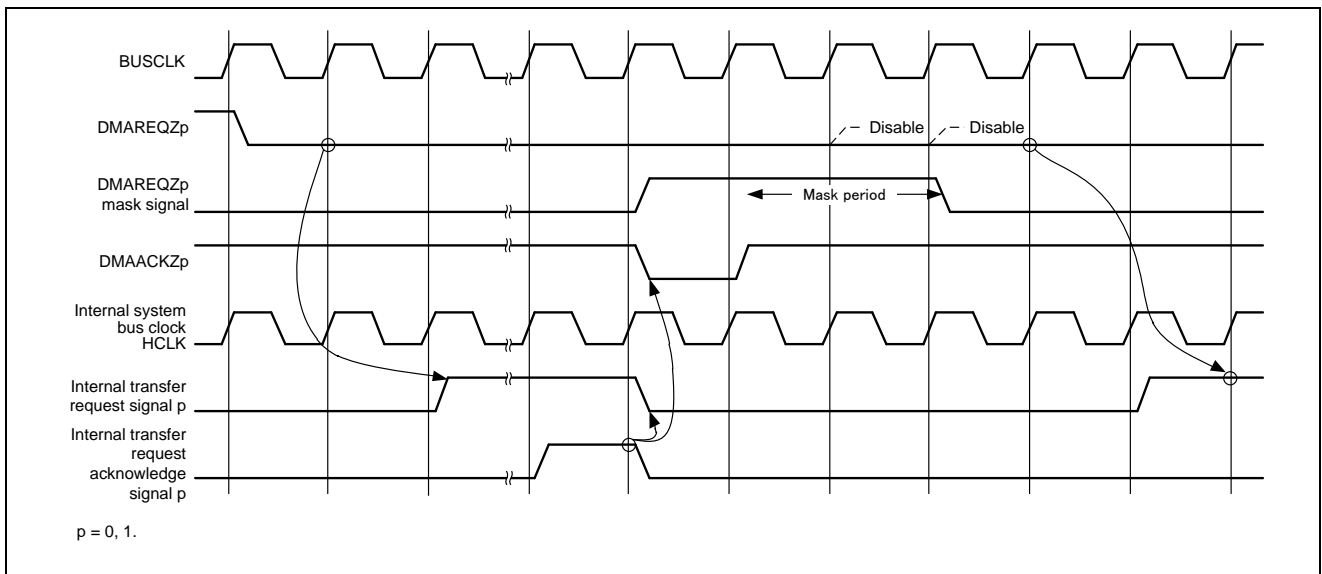 BUSCLK
DMAREQZp
Disable
Disable
DMAREQZp
mask signal
Mask period
DMAACKZp
Internal system
bus clock
HCLK
Internal transfer
request signal p
Internal transfer
request
acknowledge
signal p
p = 0, 1.